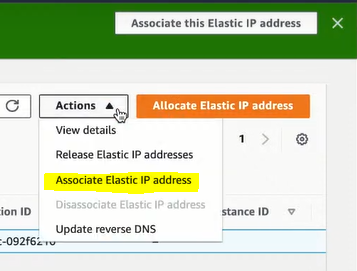 Associate this Elastic IP address
Actions
Allocate Elastic IP address
View details
1
Release Elastic IP addresses
Associate Elastic IP address
Disassociate Elastic IP address
Update reverse DNS
ion ID
stance ID
-092f6210